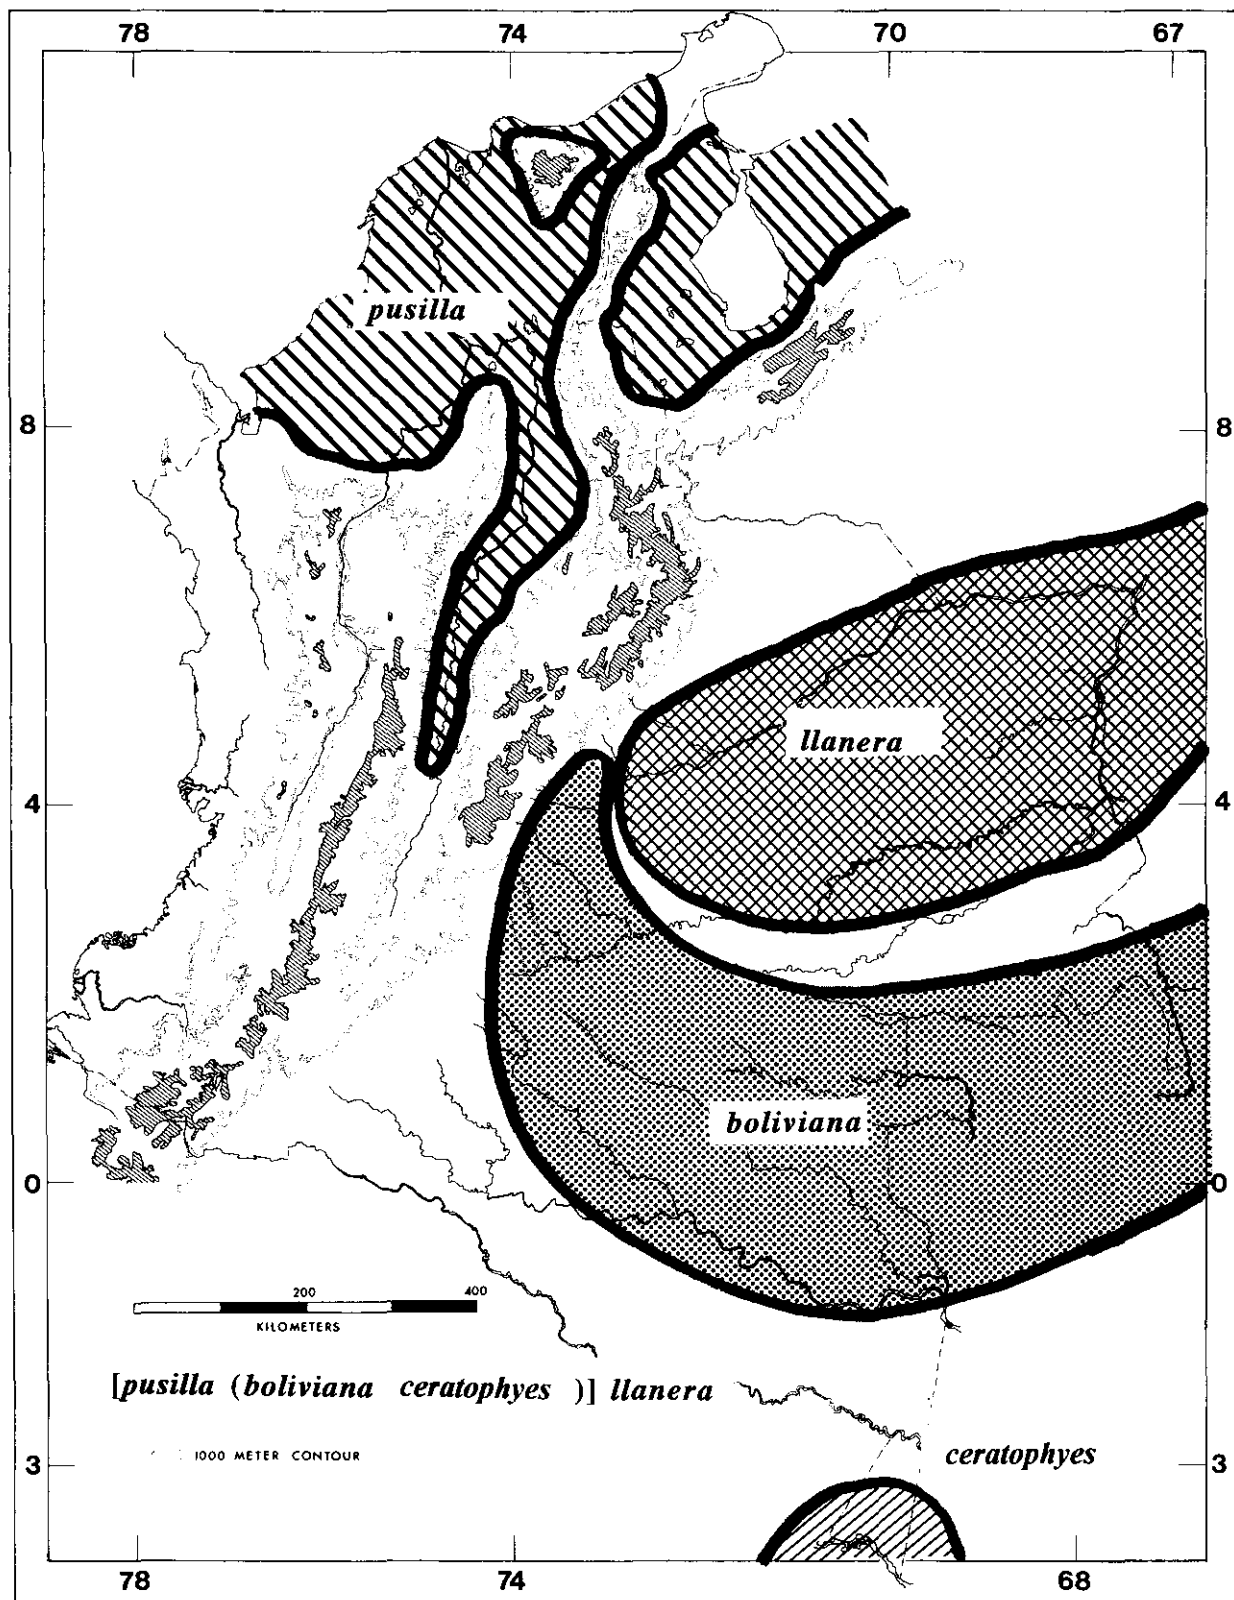 78 74 70 67
pusilla
8 8
llanera
4 4
boliviana
0 0
200 400
KILOMETERS
[pusilla (boliviana ceratophyes )] llanera
1000 METER CONTOUR
ceratophyes
3 3
78 74 68